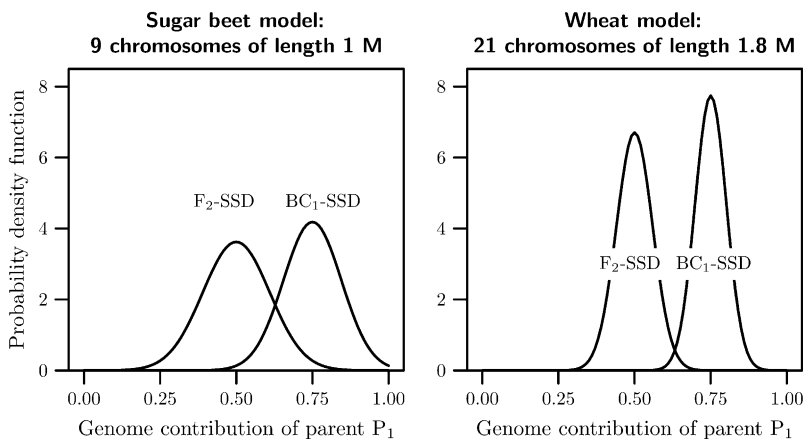 Sugar beet model:
9 chromosomes of length 1 M
Probability density function
8
6
4
2
0
F₂-SSD
BC₁-SSD
0.00 0.25 0.50 0.75 1.00
Genome contribution of parent P₁
Wheat model:
21 chromosomes of length 1.8 M
8
6
4
2
0
F₂-SSD
BC₁-SSD
0.00 0.25 0.50 0.75 1.00
Genome contribution of parent P₁